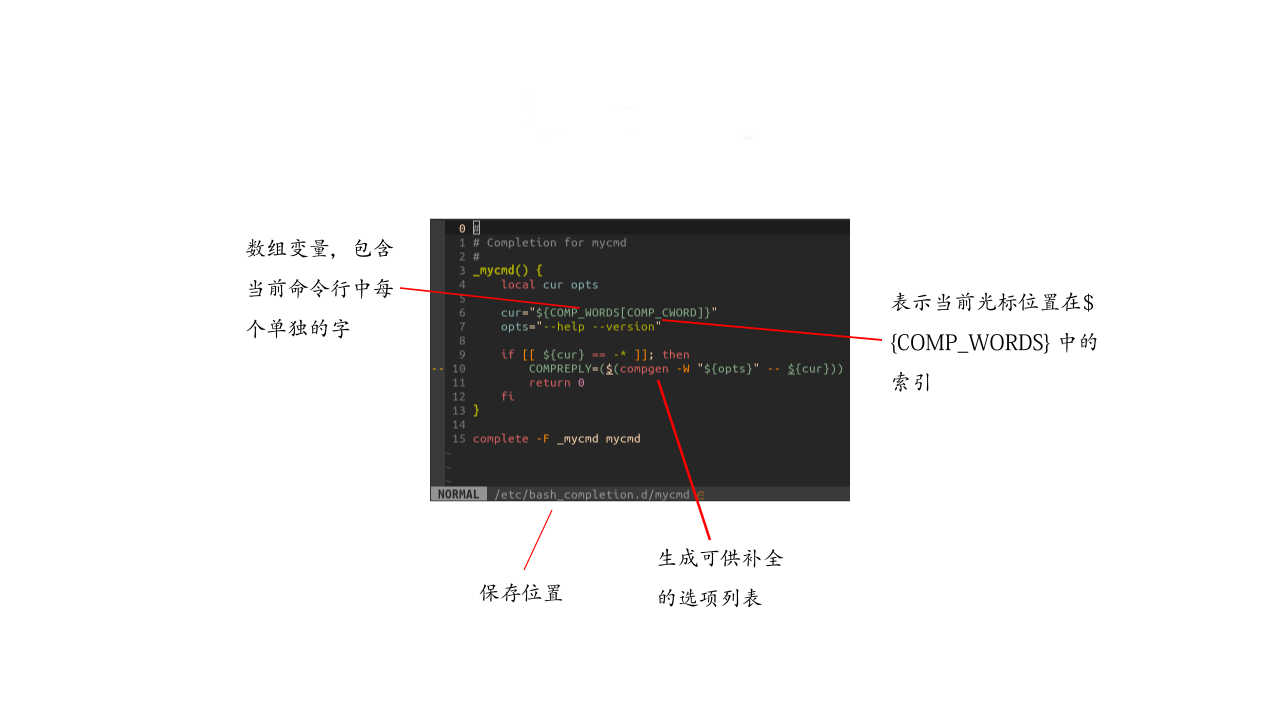 数组变量，包含
当前命令行中每
个单独的字
0 #
1 # Completion for mycmd
2 #
3 _mycmd() {
4     local cur opts
5
6     cur="${COMP_WORDS[COMP_CWORD]}"
7     opts="--help --version"
8
9     if [[ ${cur} == -* ]]; then
-- 10         COMPREPLY=($(compgen -W "${opts}" -- ${cur}))
11         return 0
12     fi
13 }
14
15 complete -F _mycmd mycmd
~
~
~
NORMAL /etc/bash_completion.d/mycmd
表示当前光标位置在$
{COMP_WORDS} 中的
索引
保存位置
生成可供补全
的选项列表